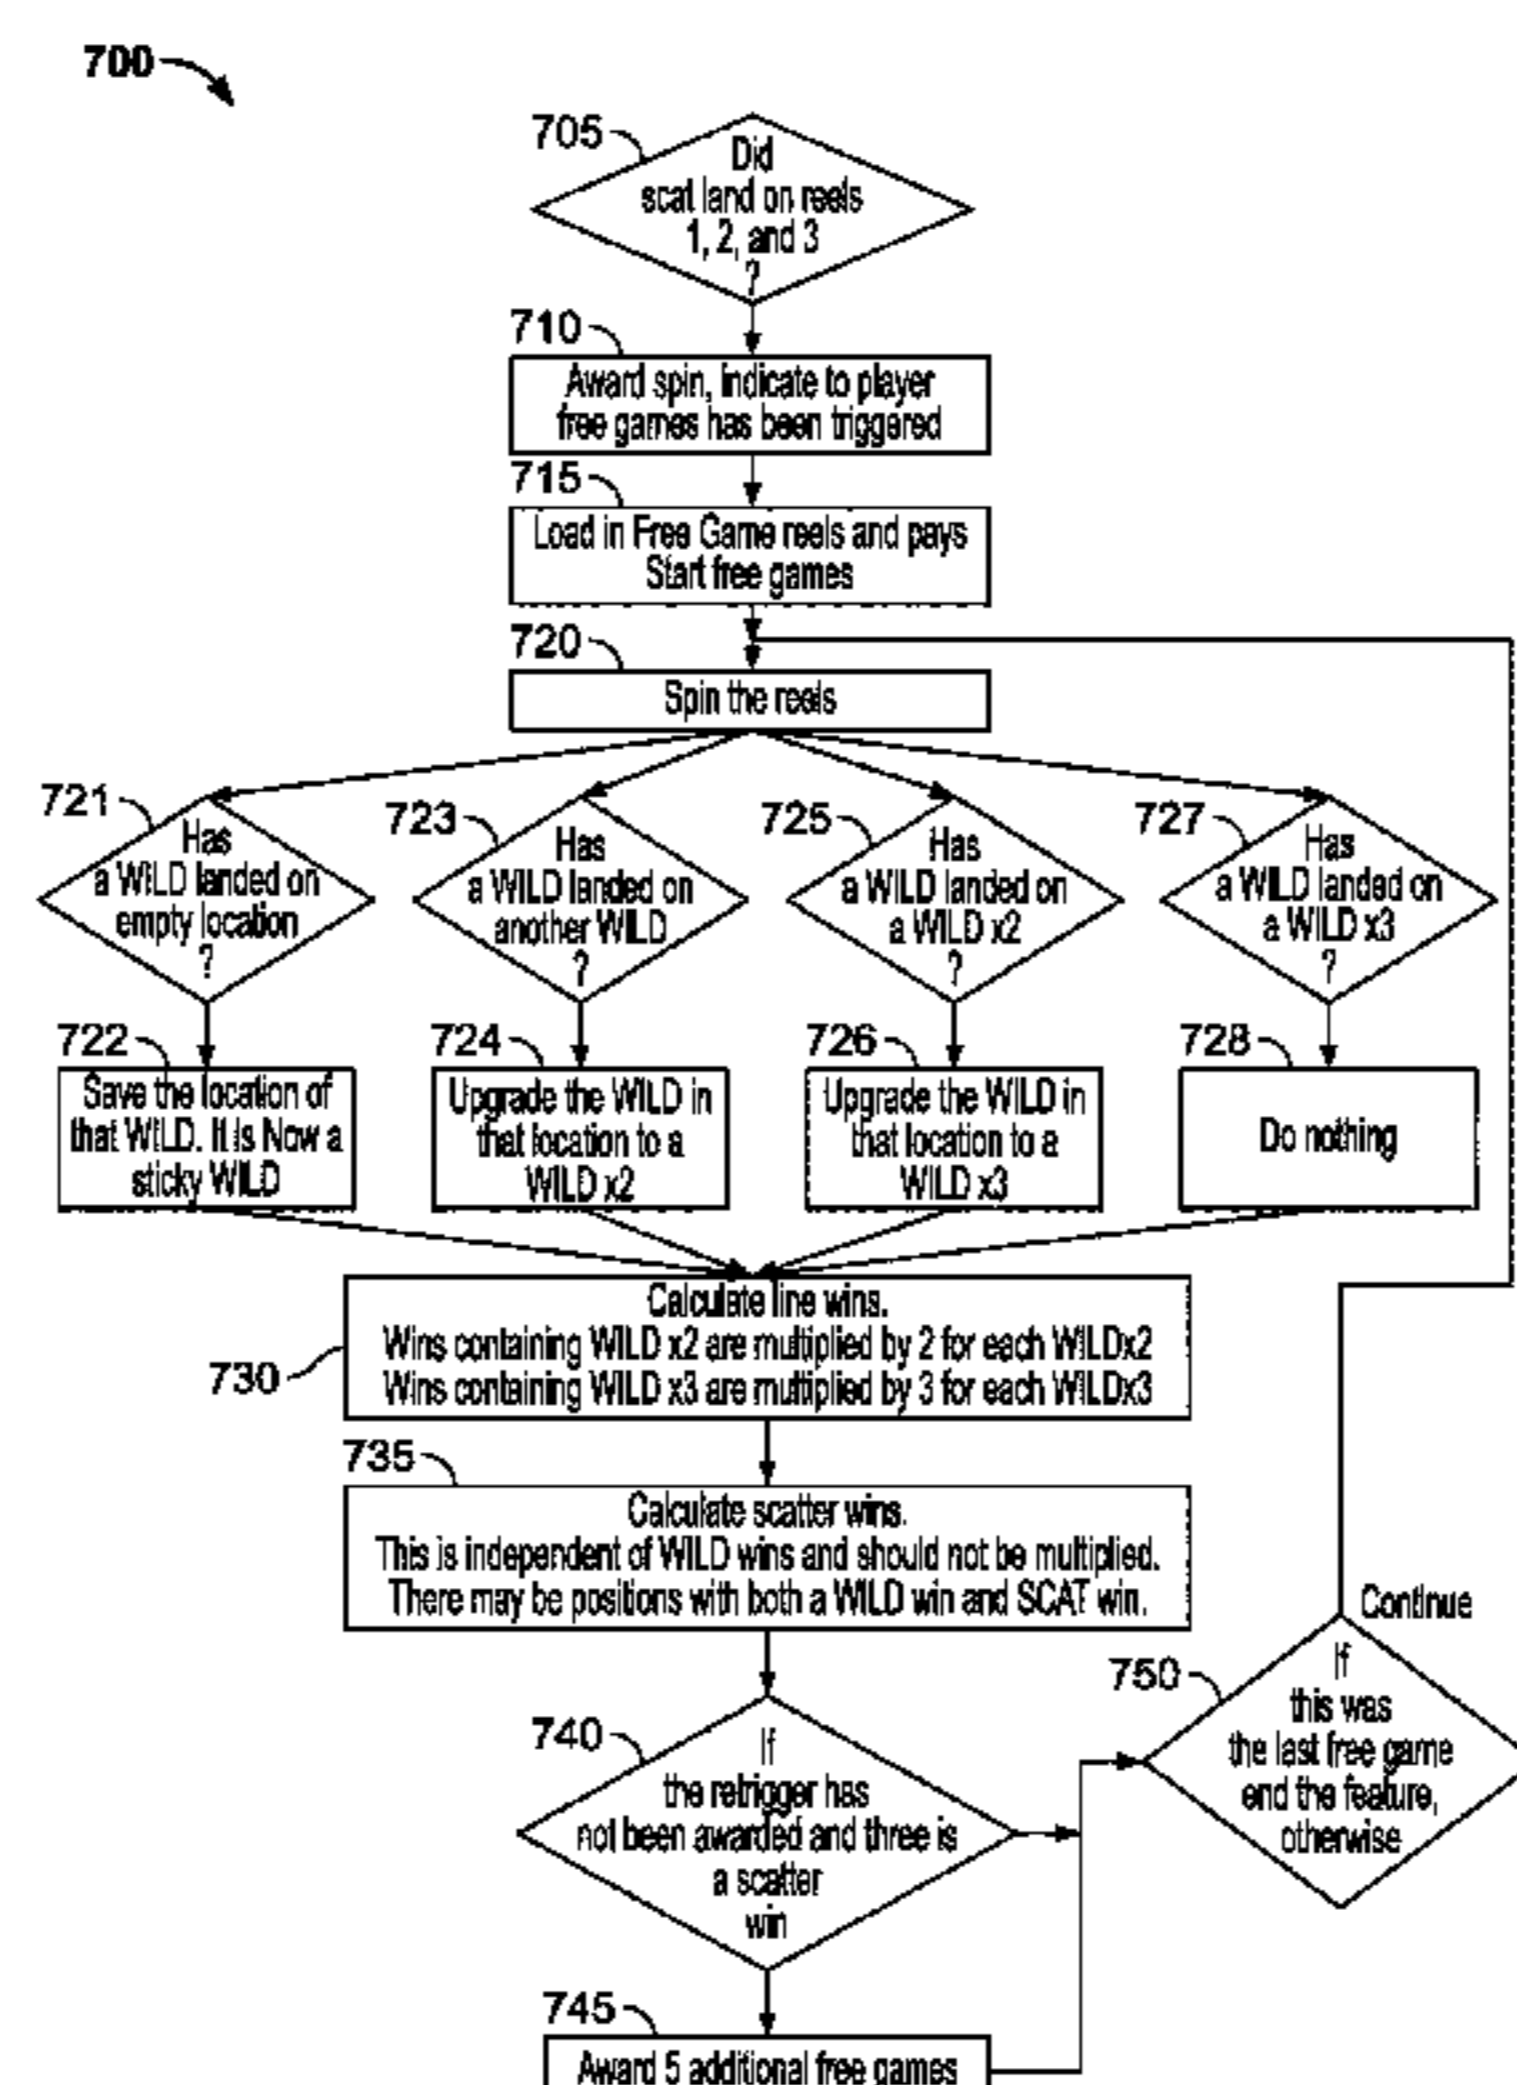 700
705
Did
scat land on reels
1, 2, and 3
?
710
Award spin, indicate to player
free games has been triggered
715
Load in Free Game reels and pays
Start free games
720
Spin the reels
721
Has
a WILD landed on
empty location
?
723
Has
a WILD landed on
another WILD
?
725
Has
a WILD landed on
a WILD x2
?
727
Has
a WILD landed on
a WILD x3
?
722
Save the location of
that WILD. It is Now a
sticky WILD
724
Upgrade the WILD in
that location to a
WILD x2
726
Upgrade the WILD in
that location to a
WILD x3
728
Do nothing
730
Calculate line wins.
Wins containing WILD x2 are multiplied by 2 for each WILDx2
Wins containing WILD x3 are multiplied by 3 for each WILDx3
735
Calculate scatter wins.
This is independent of WILD wins and should not be multiplied.
There may be positions with both a WILD win and SCAT win.
740
If
the retrigger has
not been awarded and three is
a scatter
win
750
Continue
If
this was
the last free game
end the feature,
otherwise
745
Award 5 additional free games